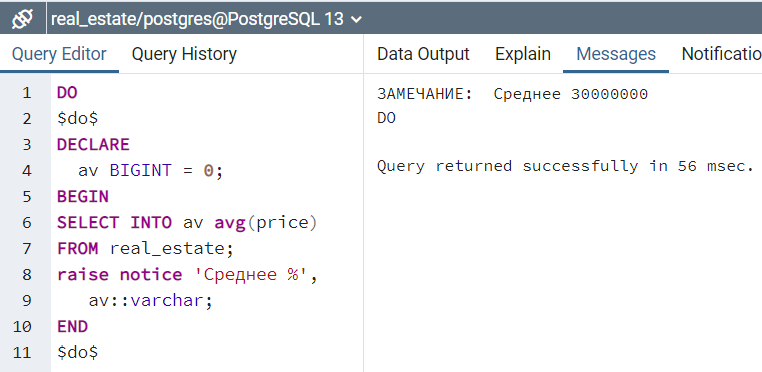 real_estate/postgres@PostgreSQL 13
Query Editor Query History
1 DO
2 $do$
3 DECLARE
4 av BIGINT = 0;
5 BEGIN
6 SELECT INTO av avg(price)
7 FROM real_estate;
8 raise notice 'Среднее %',
9 av::varchar;
10 END
11 $do$
Data Output Explain Messages Notificatio
ЗАМЕЧАНИЕ: Среднее 30000000
DO
Query returned successfully in 56 msec.